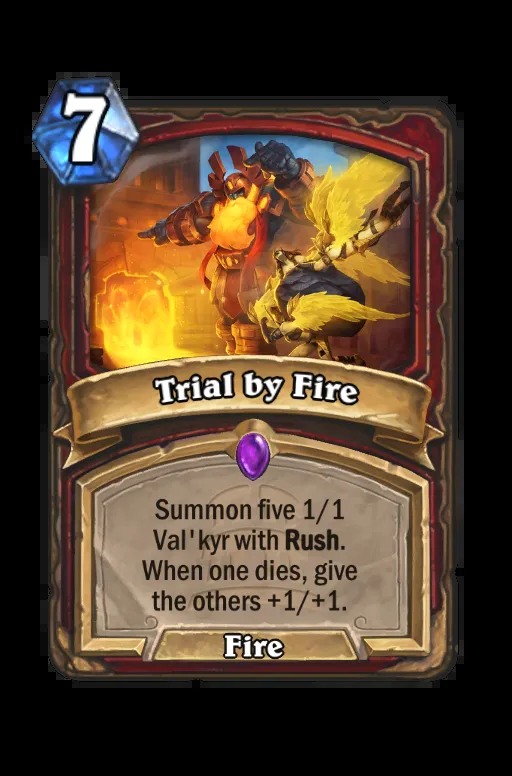 7
Trial by Fire
Summon five 1/1
Val'kyr with Rush.
When one dies, give
the others +1/+1.
Fire